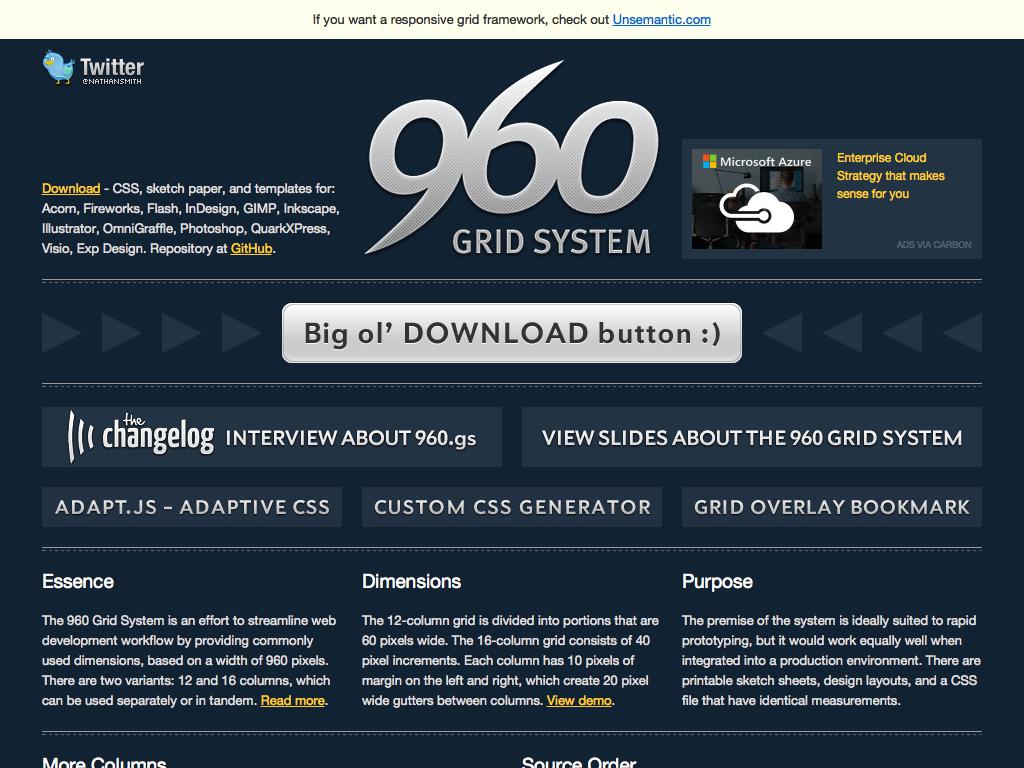 If you want a responsive grid framework, check out Unsemantic.com
Twitter
@NATHANSMITH
960
GRID SYSTEM
Download - CSS, sketch paper, and templates for:
Acorn, Fireworks, Flash, InDesign, GIMP, Inkscape,
Illustrator, OmniGraffle, Photoshop, QuarkXPress,
Visio, Exp Design. Repository at GitHub.
Microsoft Azure
Enterprise Cloud
Strategy that makes
sense for you
ADS VIA CARBON
Big ol’ DOWNLOAD button :)
the
changelog INTERVIEW ABOUT 960.gs
VIEW SLIDES ABOUT THE 960 GRID SYSTEM
ADAPT.JS – ADAPTIVE CSS
CUSTOM CSS GENERATOR
GRID OVERLAY BOOKMARK
Essence
The 960 Grid System is an effort to streamline web
development workflow by providing commonly
used dimensions, based on a width of 960 pixels.
There are two variants: 12 and 16 columns, which
can be used separately or in tandem. Read more.
Dimensions
The 12-column grid is divided into portions that are
60 pixels wide. The 16-column grid consists of 40
pixel increments. Each column has 10 pixels of
margin on the left and right, which create 20 pixel
wide gutters between columns. View demo.
Purpose
The premise of the system is ideally suited to rapid
prototyping, but it would work equally well when
integrated into a production environment. There are
printable sketch sheets, design layouts, and a CSS
file that have identical measurements.
More Columns
Source Order